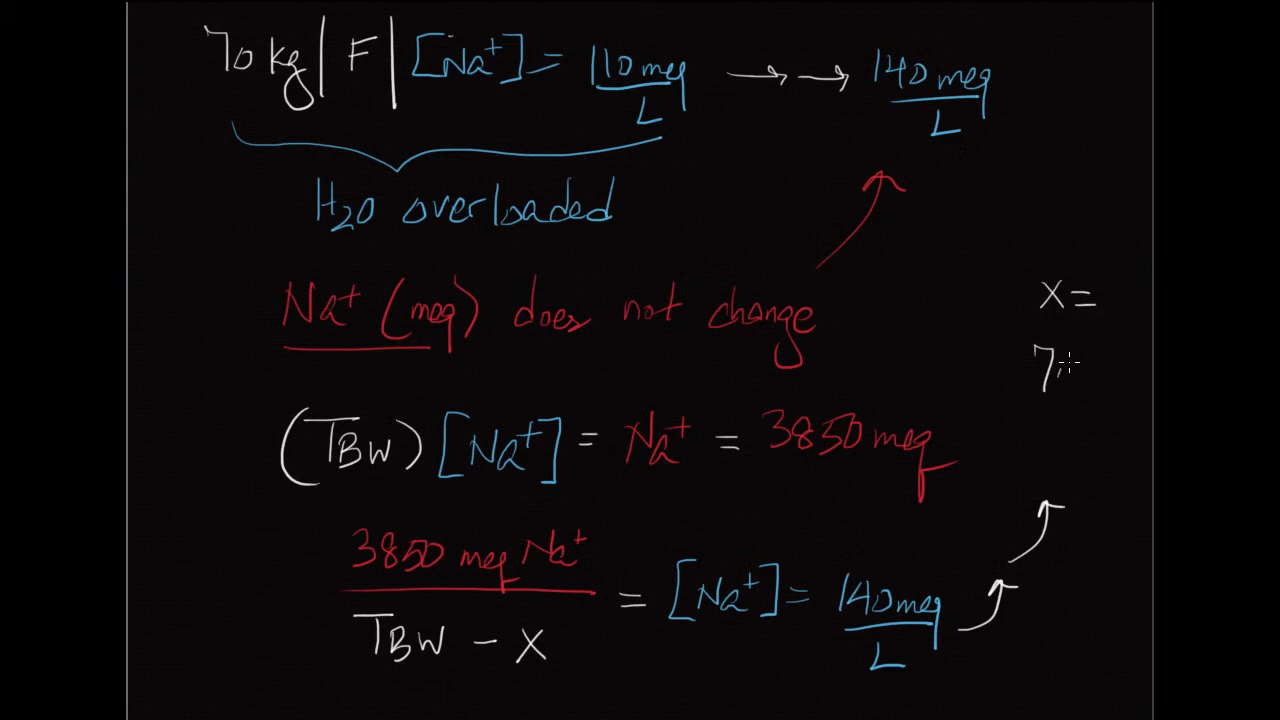 70 kg | F | [Na⁺] = 110 meq/L →→ 140 meq/L
H₂O overloaded
Na⁺ (meq) does not change
X =
7.
(TBW) [Na⁺] = Na⁺ = 3850 meq
3850 meq Na⁺ / TBW - X = [Na⁺] = 140 meq/L